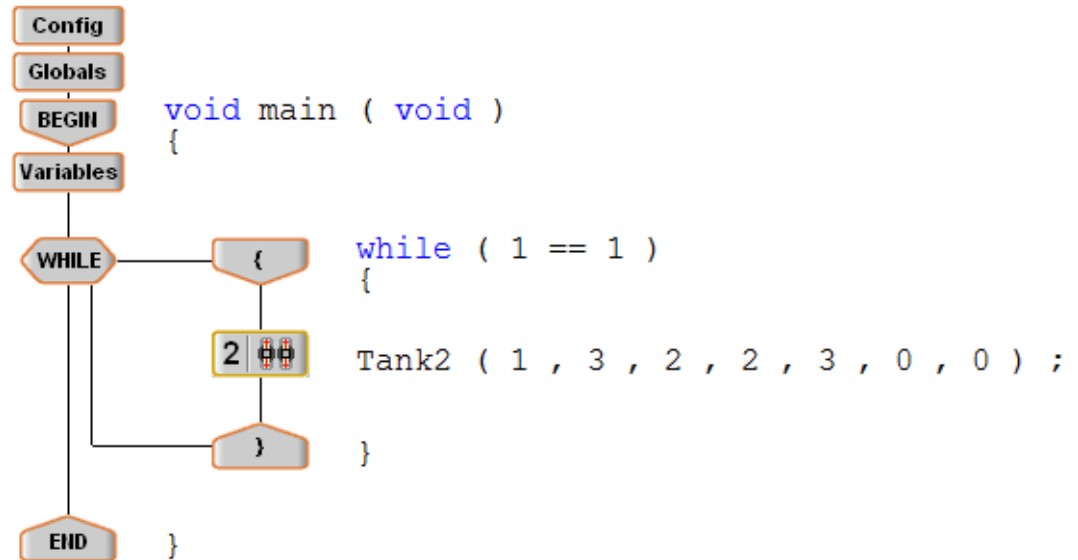 Config
Globals
BEGIN void main ( void )
{
Variables
WHILE { while ( 1 == 1 )
{
2 Tank2 ( 1 , 3 , 2 , 2 , 3 , 0 , 0 ) ;
} }
END }